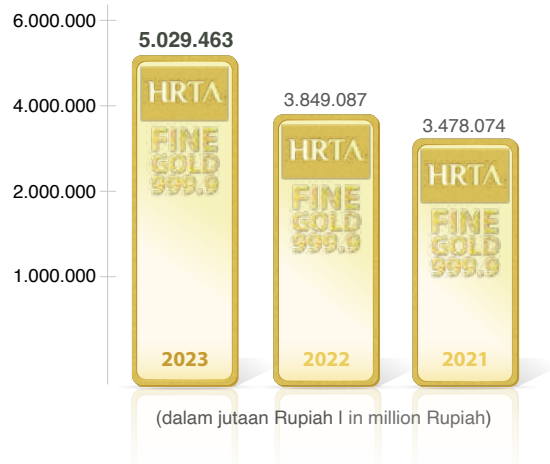 6.000.000
4.000.000
2.000.000
1.000.000
5.029.463
HRTA
FINE
GOLD
999.9
2023
3.849.087
HRTA
FINE
GOLD
999.9
2022
3.478.074
HRTA
FINE
GOLD
999.9
2021
(dalam jutaan Rupiah I in million Rupiah)